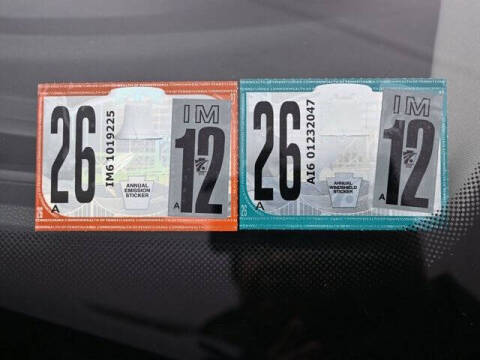 26
A
IM6 1019225
ANNUAL
EMISSION
STICKER
IM
12
A
26
A
AI6 01232047
ANNUAL
WINDSHIELD
STICKER
IM
12
A